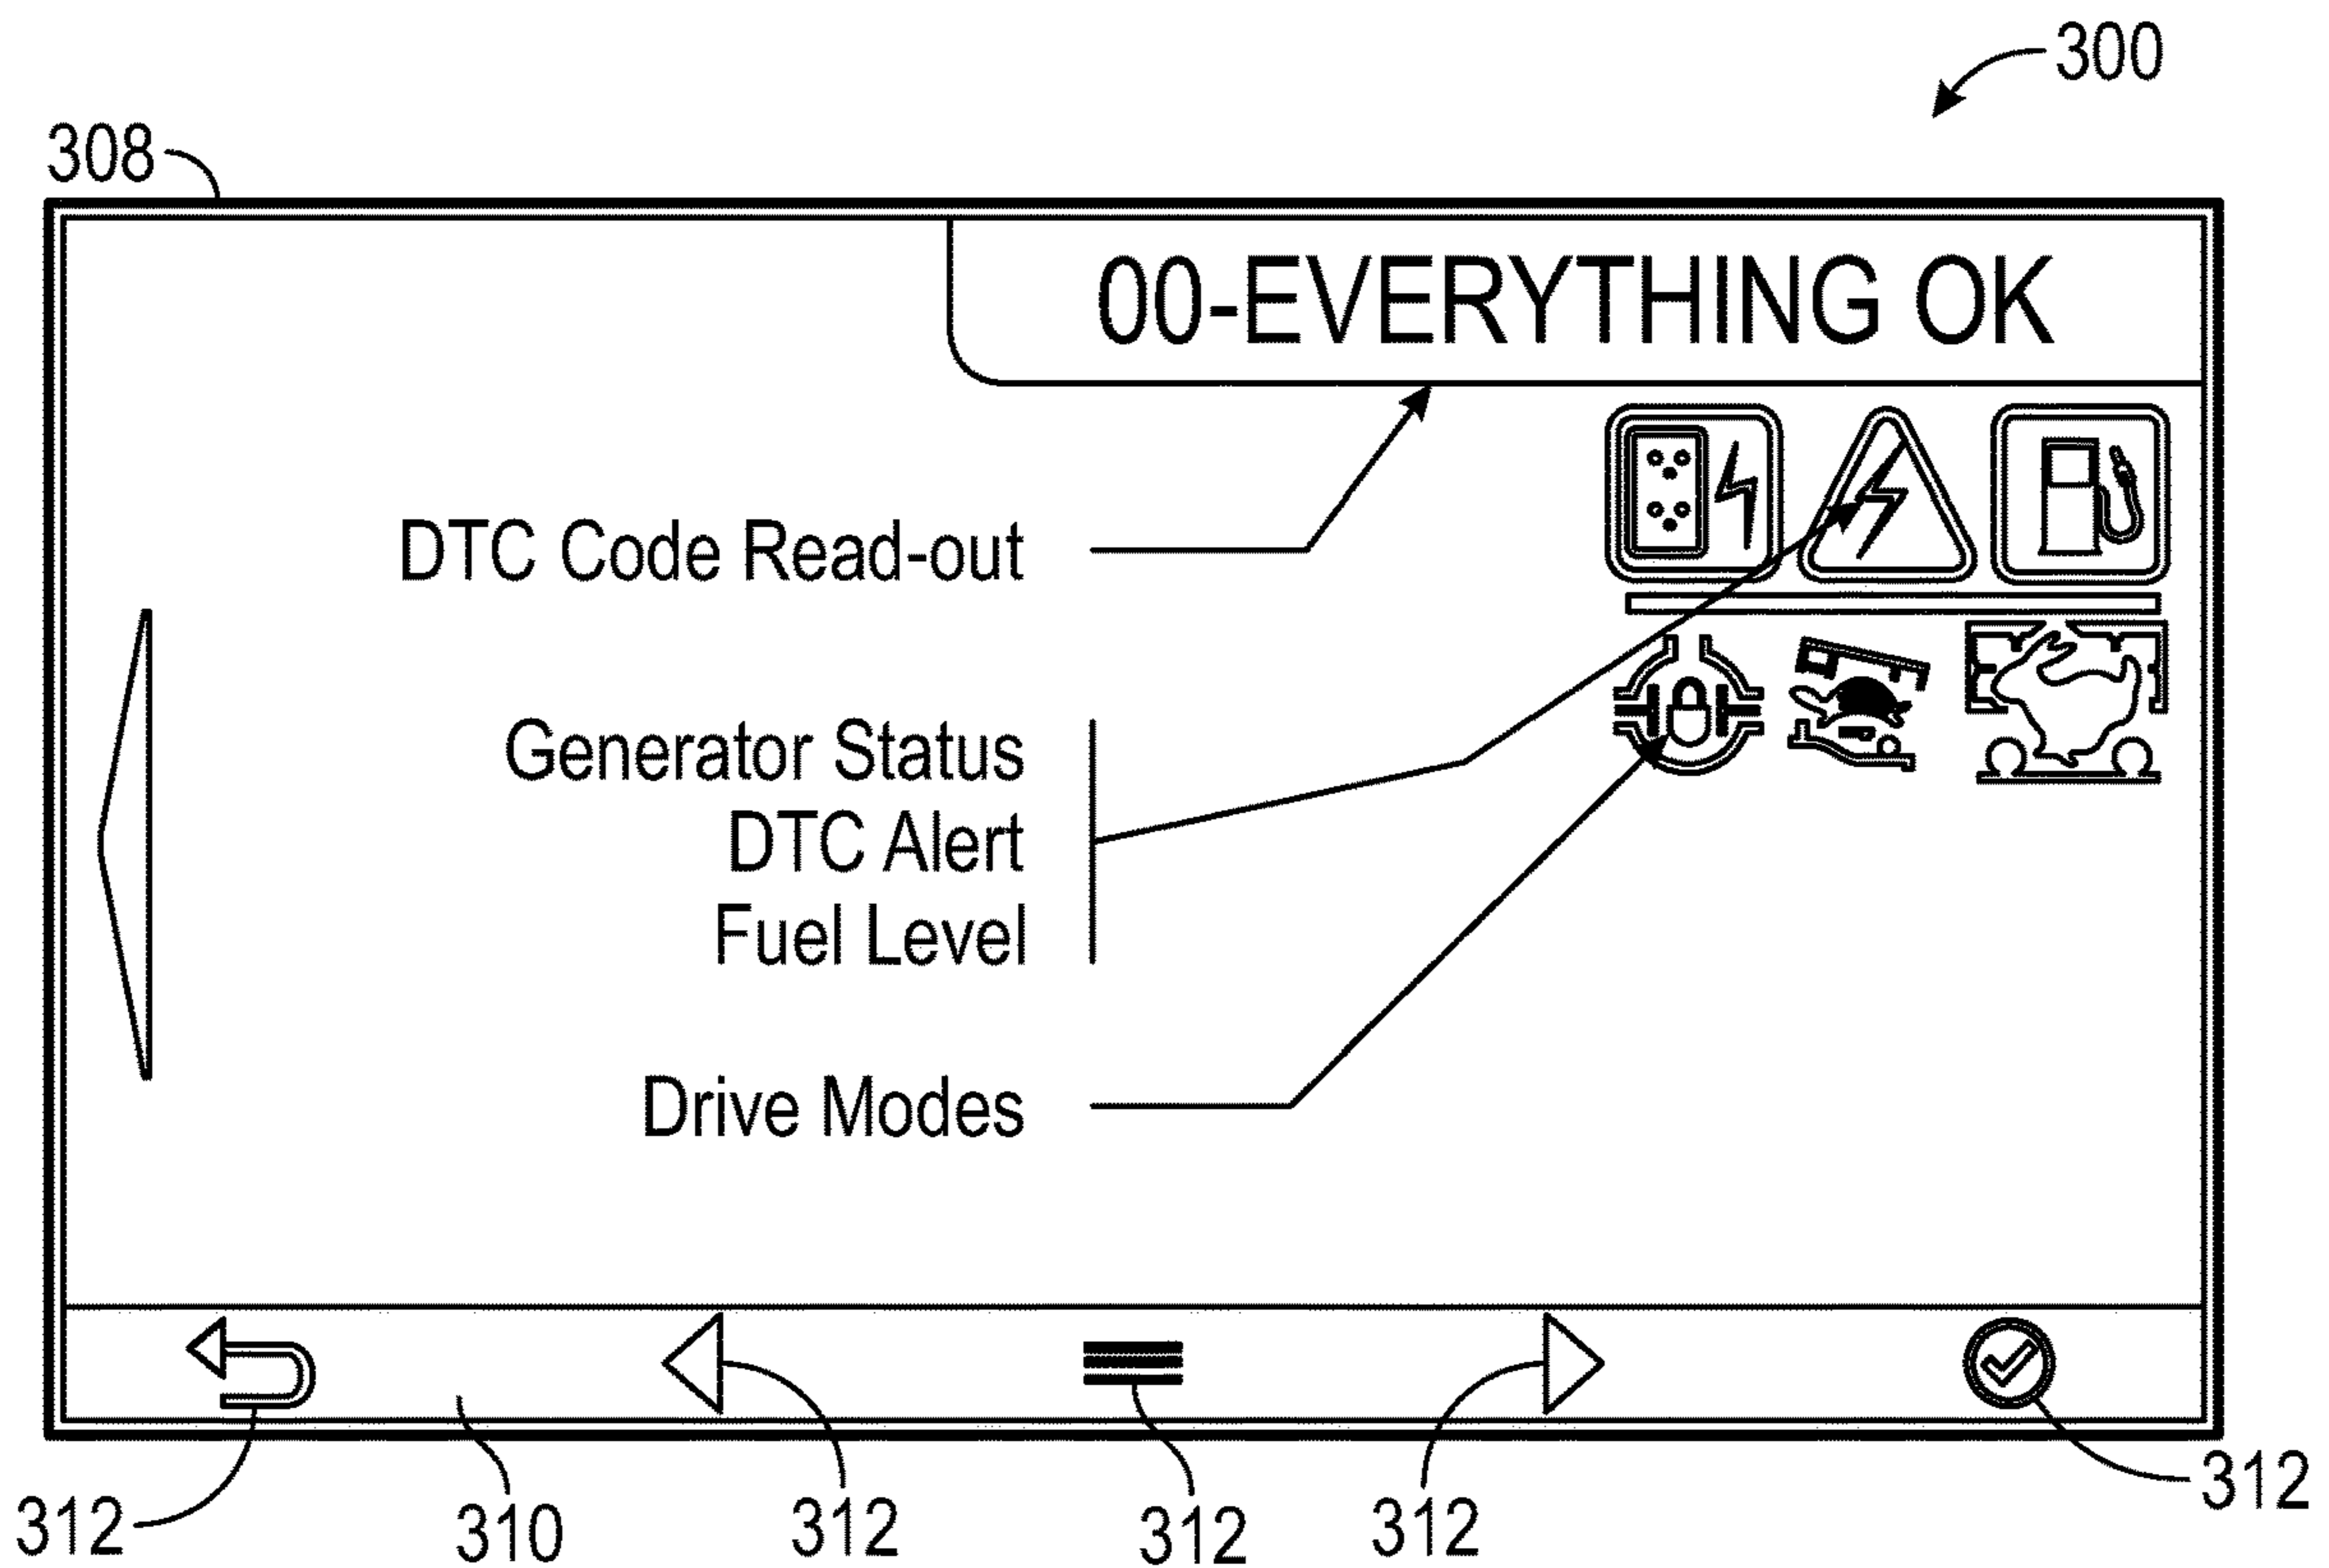 300
308
00-EVERYTHING OK
DTC Code Read-out
Generator Status
DTC Alert
Fuel Level
Drive Modes
312
310
312
312
312
312